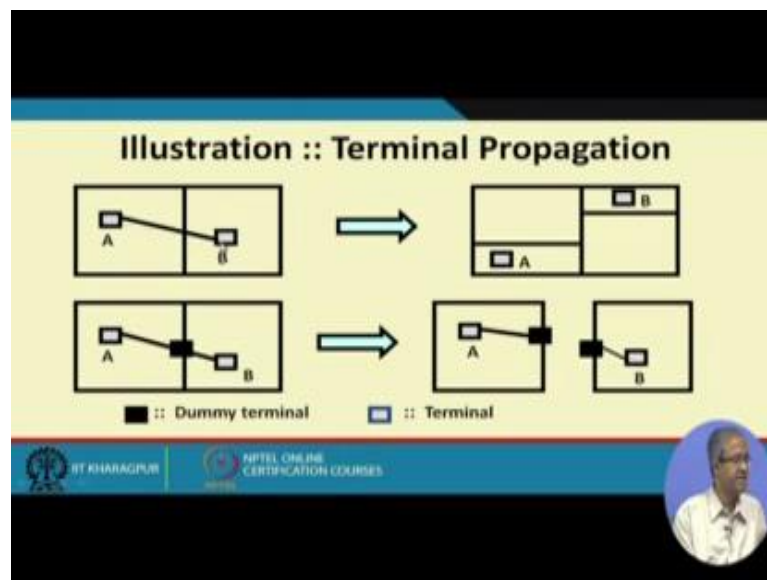 Illustration :: Terminal Propagation
A
B
B
A
A
B
A
B
:: Dummy terminal
:: Terminal
IIT KHARAGPUR
NPTEL ONLINE
CERTIFICATION COURSES